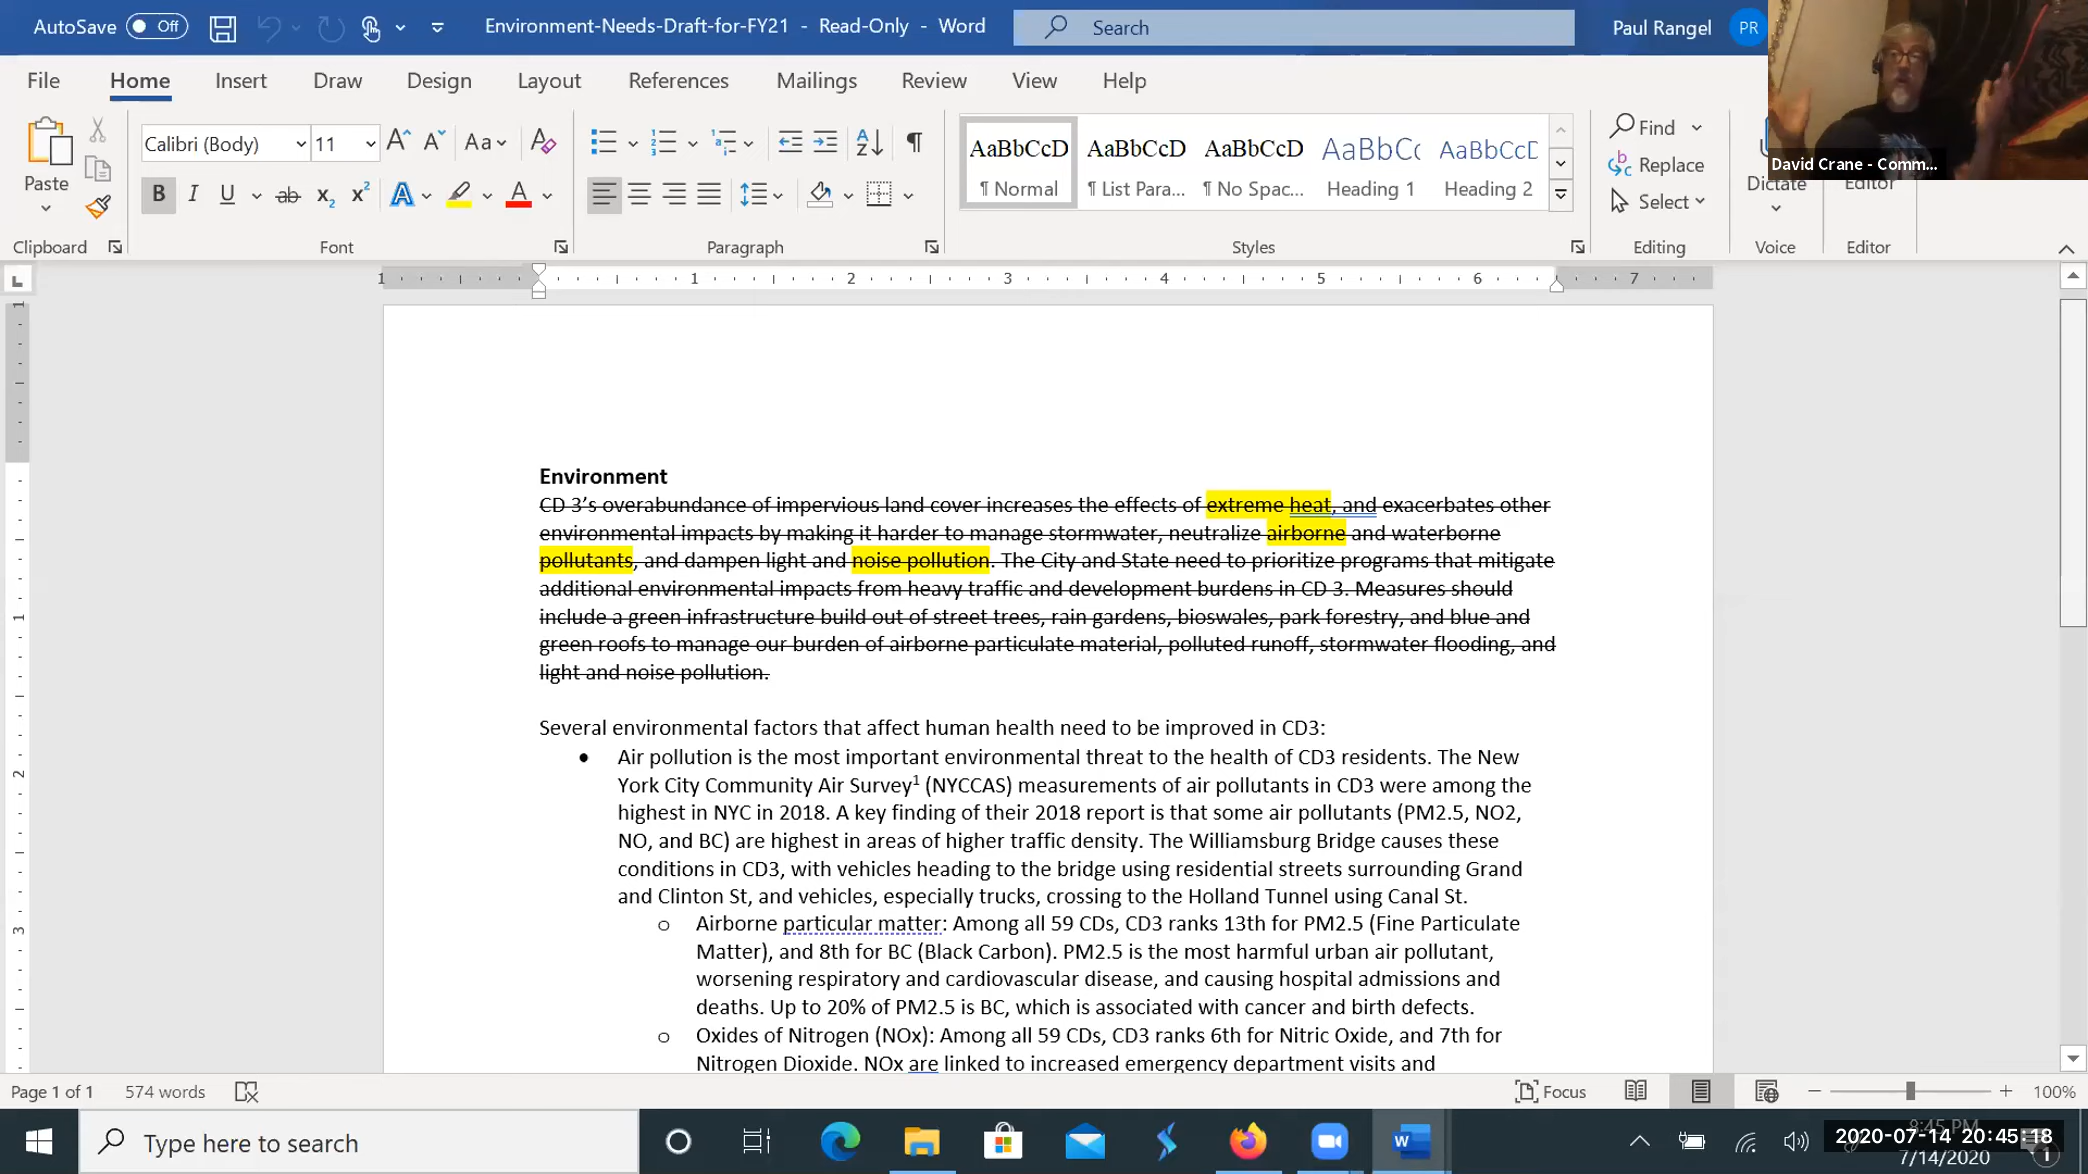 AutoSave Off Environment-Needs-Draft-for-FY21 - Read-Only - Word Search Paul Rangel PR
File Home Insert Draw Design Layout References Mailings Review View Help
Paste
Calibri (Body) 11 Aa
B I U ab x2 x2 A A
AaBbCcD AaBbCcD AaBbCcD AaBbCc AaBbCcD
¶ Normal ¶ List Para... ¶ No Spac... Heading 1 Heading 2
Find
Replace
Select
Dictate
Editor
David Crane - Comm...
Clipboard Font Paragraph Styles Editing Voice Editor
1 1 2 3 4 5 6 7
Environment
CD 3's overabundance of impervious land cover increases the effects of extreme heat, and exacerbates other
environmental impacts by making it harder to manage stormwater, neutralize airborne and waterborne
pollutants, and dampen light and noise pollution. The City and State need to prioritize programs that mitigate
additional environmental impacts from heavy traffic and development burdens in CD 3. Measures should
include a green infrastructure build out of street trees, rain gardens, bioswales, park forestry, and blue and
green roofs to manage our burden of airborne particulate material, polluted runoff, stormwater flooding, and
light and noise pollution.
Several environmental factors that affect human health need to be improved in CD3:
• Air pollution is the most important environmental threat to the health of CD3 residents. The New
York City Community Air Survey1 (NYCCAS) measurements of air pollutants in CD3 were among the
highest in NYC in 2018. A key finding of their 2018 report is that some air pollutants (PM2.5, NO2,
NO, and BC) are highest in areas of higher traffic density. The Williamsburg Bridge causes these
conditions in CD3, with vehicles heading to the bridge using residential streets surrounding Grand
and Clinton St, and vehicles, especially trucks, crossing to the Holland Tunnel using Canal St.
o Airborne particular matter: Among all 59 CDs, CD3 ranks 13th for PM2.5 (Fine Particulate
Matter), and 8th for BC (Black Carbon). PM2.5 is the most harmful urban air pollutant,
worsening respiratory and cardiovascular disease, and causing hospital admissions and
deaths. Up to 20% of PM2.5 is BC, which is associated with cancer and birth defects.
o Oxides of Nitrogen (NOx): Among all 59 CDs, CD3 ranks 6th for Nitric Oxide, and 7th for
Nitrogen Dioxide. NOx are linked to increased emergency department visits and
Page 1 of 1 574 words Focus 100%
Type here to search
8:45 PM
2020-07-14 20:45:18
7/14/2020